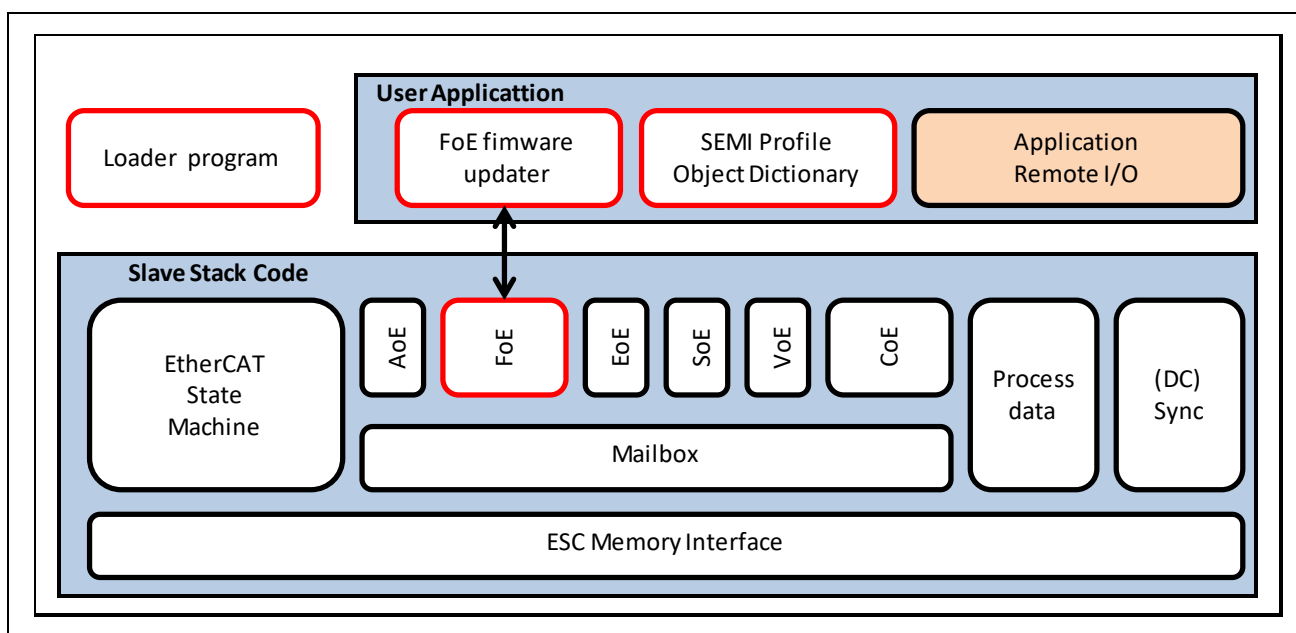 User Applicattion
Loader program
FoE fimware
updater
SEMI Profile
Object Dictionary
Application
Remote I/O
Slave Stack Code
EtherCAT
State
Machine
AoE
FoE
EoE
SoE
VoE
CoE
Process
data
(DC)
Sync
Mailbox
ESC Memory Interface